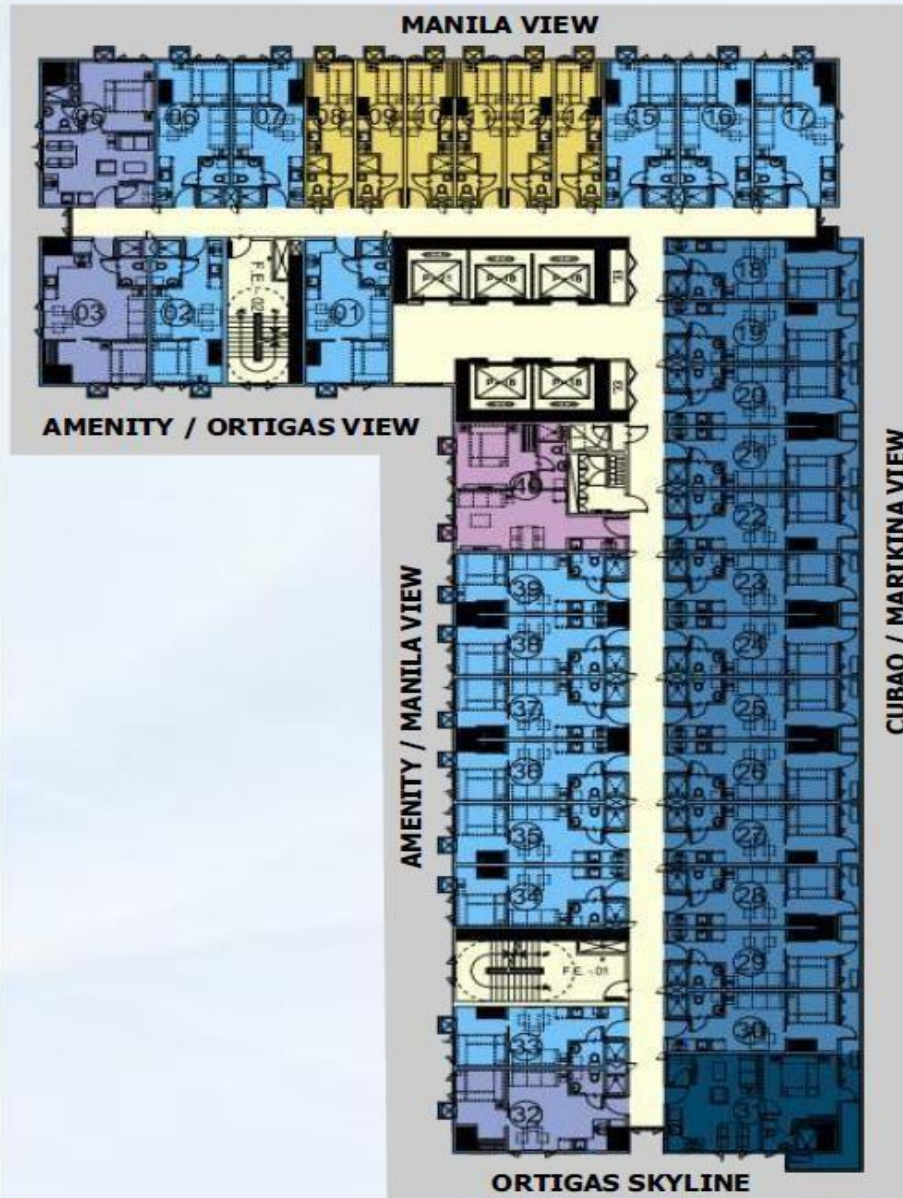 MANILA VIEW
05 06 07 08 09 10 11 12 14 15 16 17
03 02 F.E. - 02 01
18
19
20
21
22
23
24
25
26
27
28
29
30
31
EE.
EE.
AMENITY / ORTIGAS VIEW
40
39
38
37
36
35
34
F.E. - 01
33
32
AMENITY / MANILA VIEW
CUBAO / MARIKINA VIEW
ORTIGAS SKYLINE